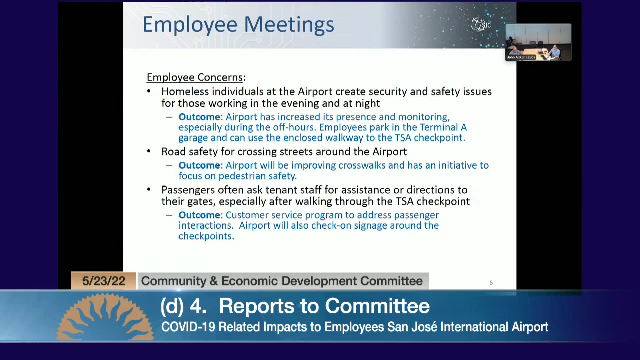 Employee Meetings
Employee Concerns:
• Homeless individuals at the Airport create security and safety issues
for those working in the evening and at night
– Outcome: Airport has increased its presence and monitoring,
especially during the off-hours. Employees park in the Terminal A
garage and can use the enclosed walkway to the TSA checkpoint.
• Road safety for crossing streets around the Airport
– Outcome: Airport will be improving crosswalks and has an initiative to
focus on pedestrian safety.
• Passengers often ask tenant staff for assistance or directions to
their gates, especially after walking through the TSA checkpoint
– Outcome: Customer service program to address passenger
interactions. Airport will also check-on signage around the
checkpoints.
5/23/22 Community & Economic Development Committee
(d) 4. Reports to Committee
COVID-19 Related Impacts to Employees San José International Airport